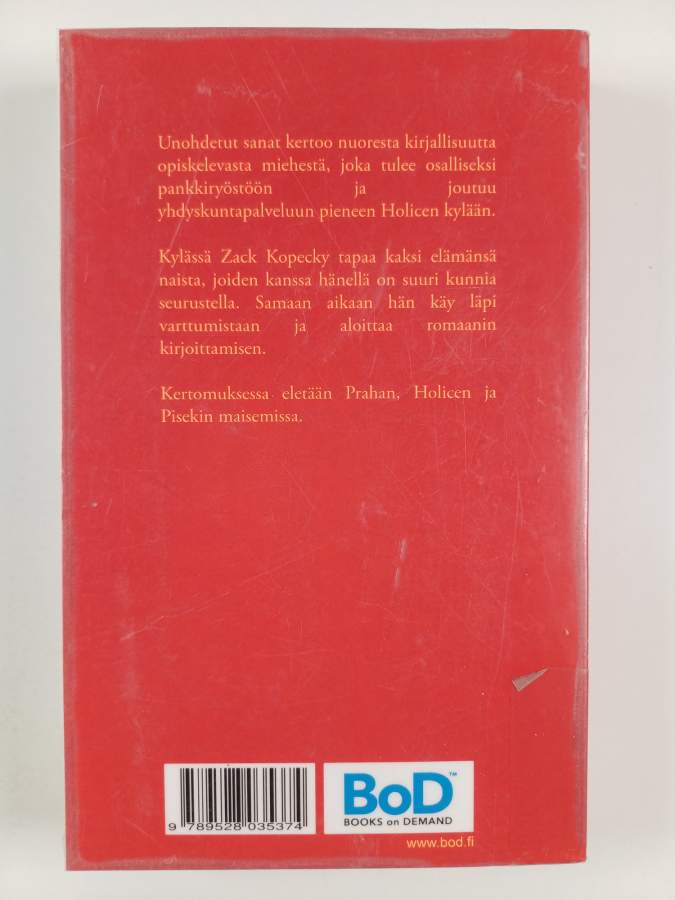 Unohdetut sanat kertoo nuoresta kirjallisuutta
opiskelevasta miehestä, joka tulee osalliseksi
pankkiryöstöön ja joutuu
yhdyskuntapalveluun pieneen Holicen kylään.
Kylässä Zack Kopecky tapaa kaksi elämänsä
naista, joiden kanssa hänellä on suuri kunnia
seurustella. Samaan aikaan hän käy läpi
varttumistaan ja aloittaa romaanin
kirjoittamisen.
Kertomuksessa eletään Prahan, Holicen ja
Pisekin maisemissa.
9 789528 035374
BoD™
BOOKS on DEMAND
www.bod.fi